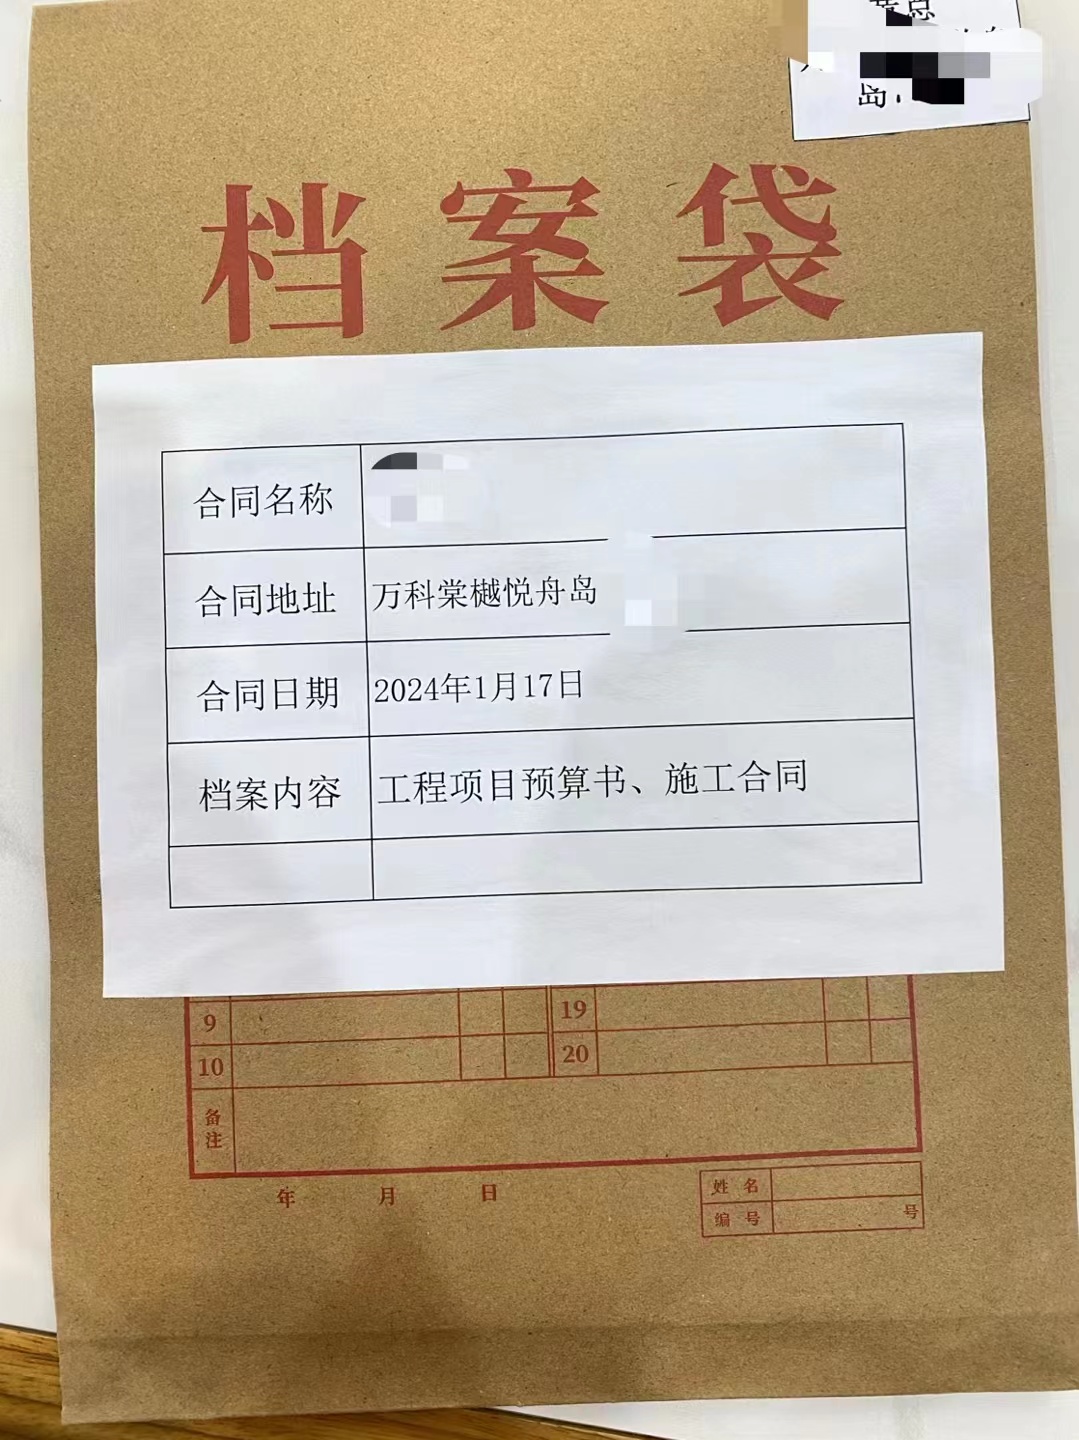 总
岛
档案袋
合同名称
合同地址 万科棠樾悦舟岛
合同日期 2024年1月17日
档案内容 工程项目预算书、施工合同
9 19
10 20
备注
年 月 日
姓名
编号 号